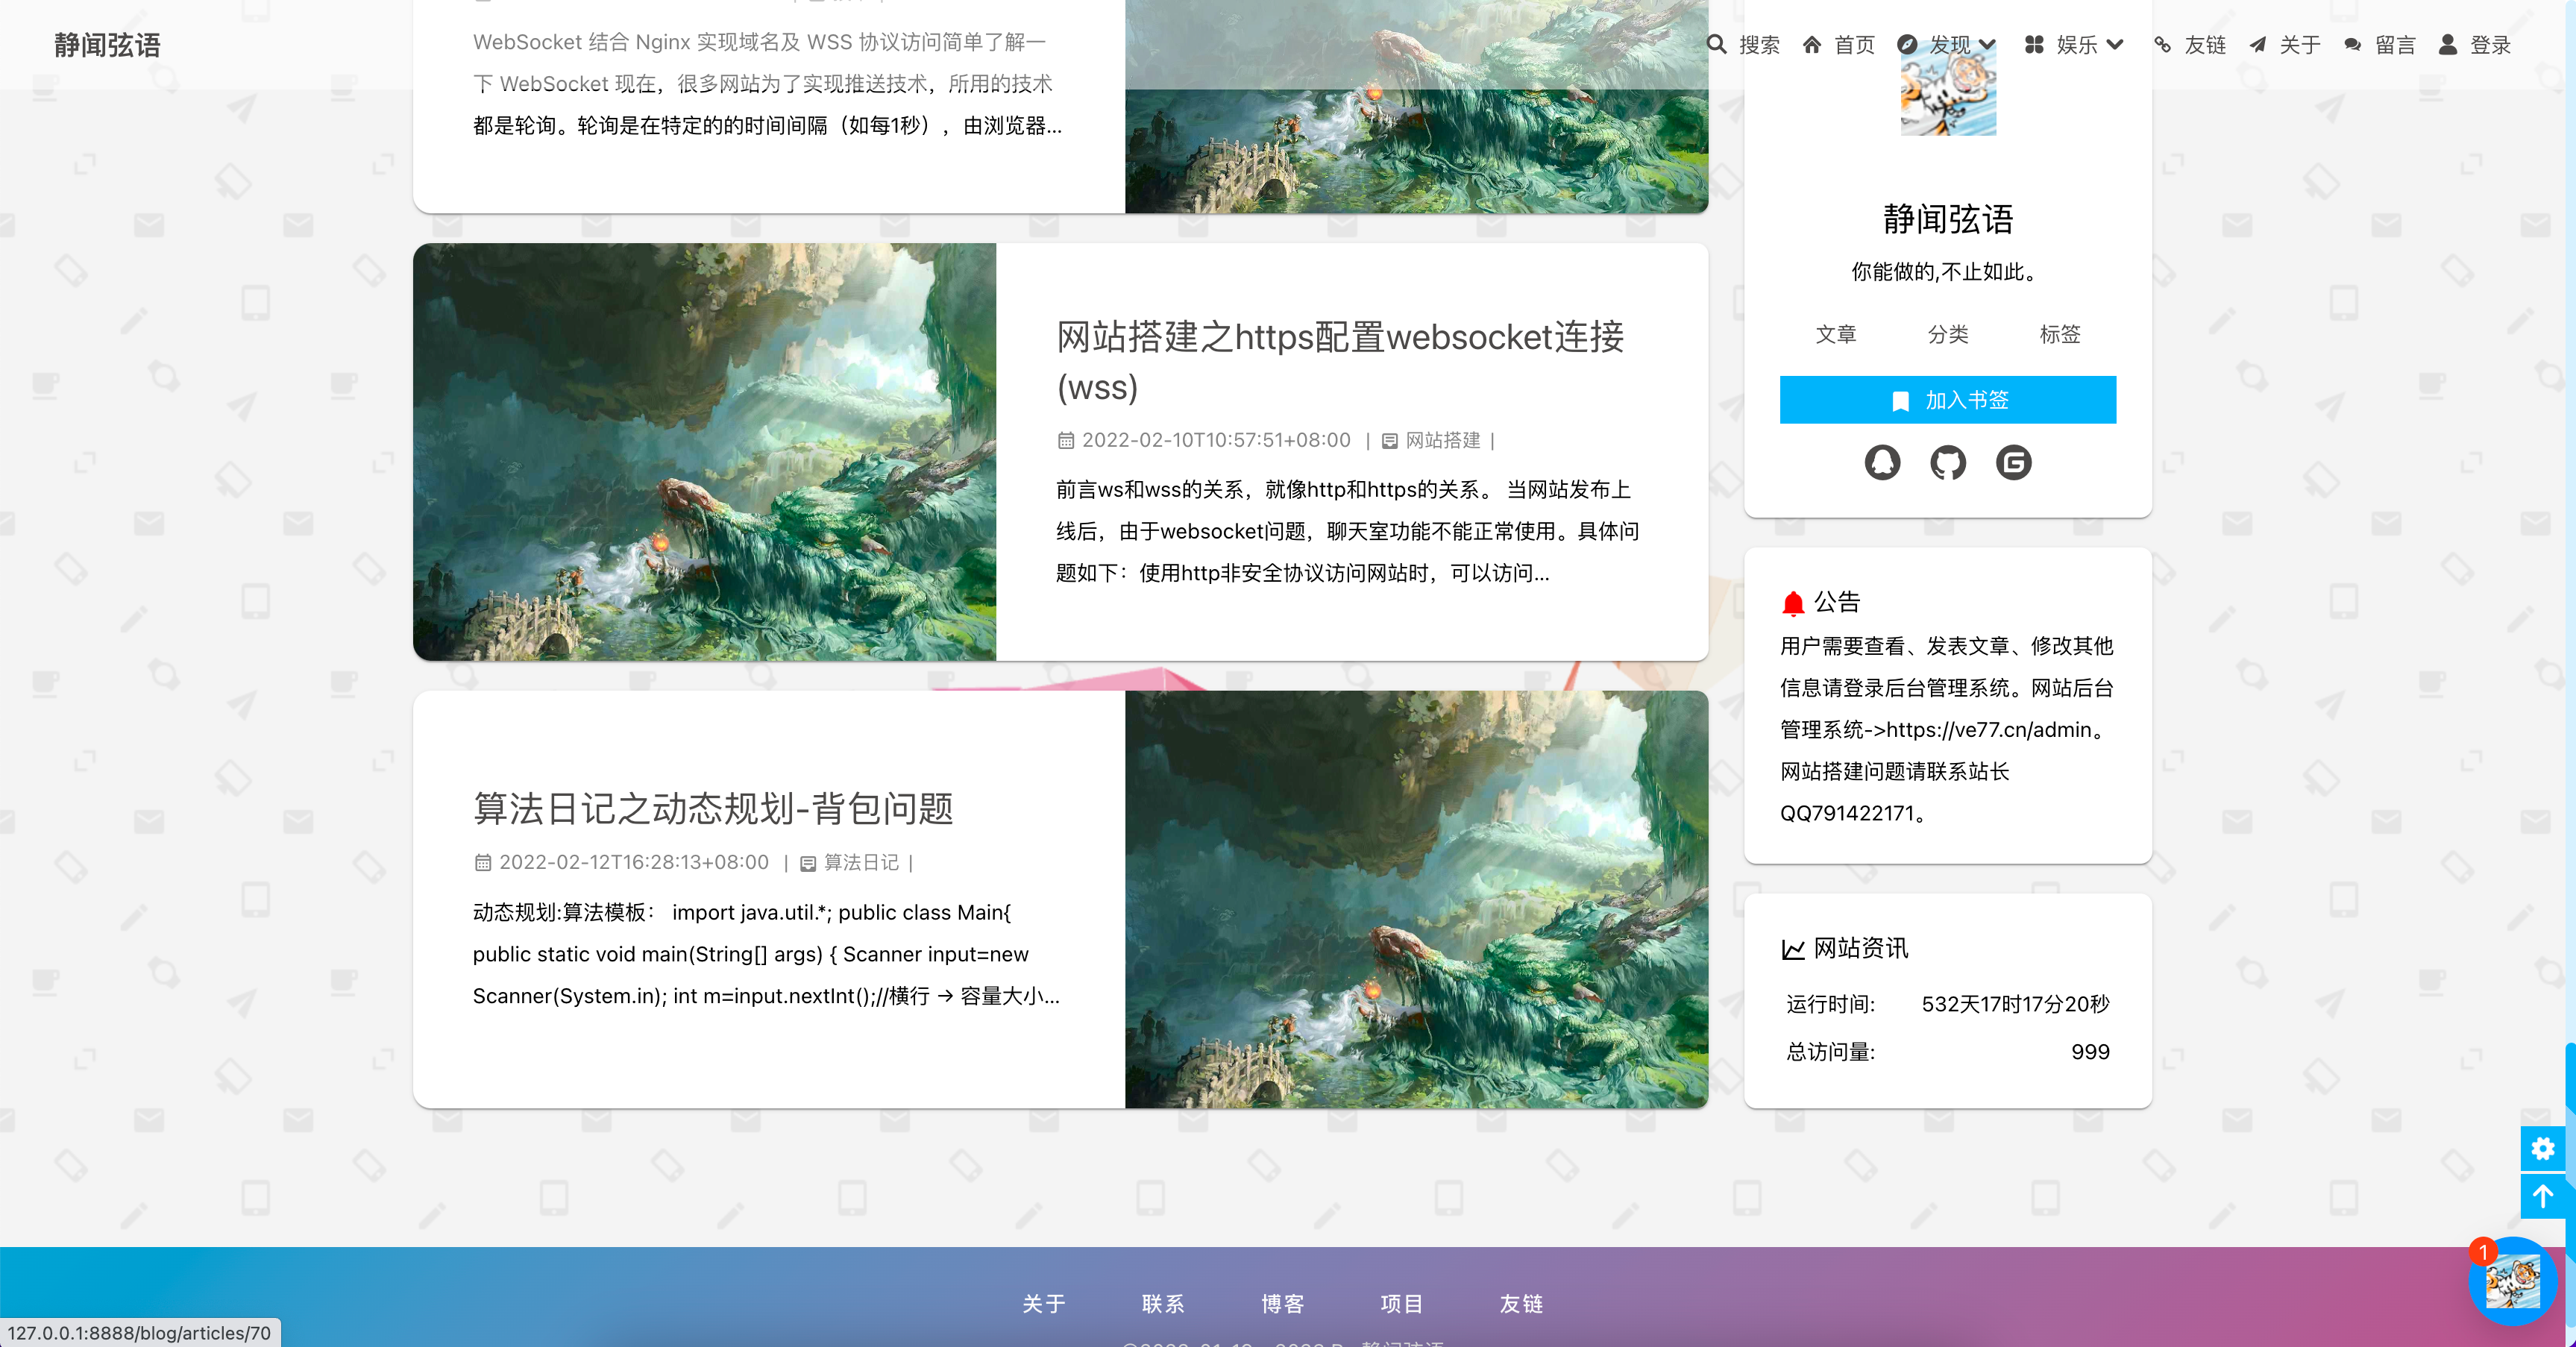 静闻弦语
搜索
首页
发现
娱乐
友链
关于
留言
登录
WebSocket 结合 Nginx 实现域名及 WSS 协议访问简单了解一
下 WebSocket 现在，很多网站为了实现推送技术，所用的技术
都是轮询。轮询是在特定的的时间间隔（如每1秒），由浏览器...
网站搭建之https配置websocket连接
(wss)
2022-02-10T10:57:51+08:00 | 网站搭建 |
前言ws和wss的关系，就像http和https的关系。 当网站发布上
线后，由于websocket问题，聊天室功能不能正常使用。具体问
题如下：使用http非安全协议访问网站时，可以访问...
算法日记之动态规划-背包问题
2022-02-12T16:28:13+08:00 | 算法日记 |
动态规划:算法模板： import java.util.*; public class Main{
public static void main(String[] args) { Scanner input=new
Scanner(System.in); int m=input.nextInt();//横行 -> 容量大小...
静闻弦语
你能做的,不止如此。
文章
分类
标签
加入书签
公告
用户需要查看、发表文章、修改其他
信息请登录后台管理系统。网站后台
管理系统->https://ve77.cn/admin。
网站搭建问题请联系站长
QQ791422171。
网站资讯
运行时间: 532天17时17分20秒
总访问量: 999
1
关于
联系
博客
项目
友链
127.0.0.1:8888/blog/articles/70